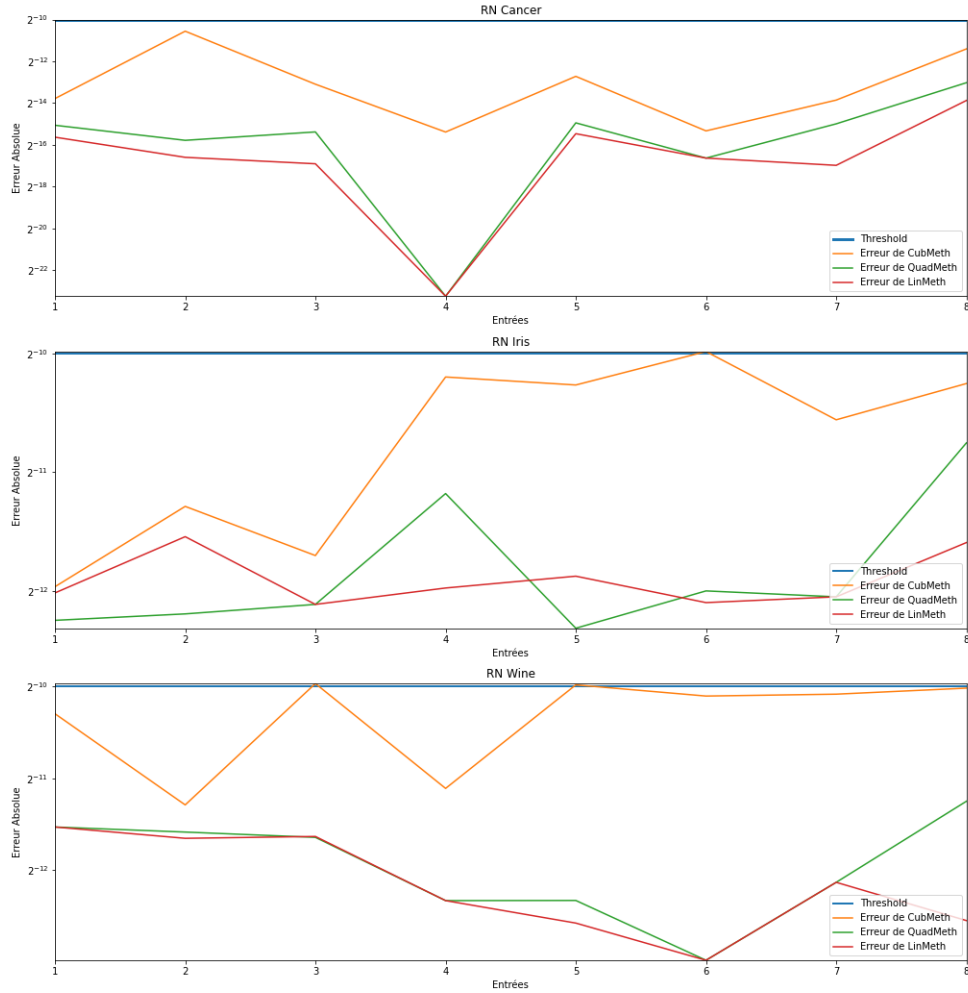 RN Cancer
2^-10
2^-12
2^-14
2^-16
2^-18
2^-20
2^-22
Erreur Absolue
1 2 3 4 5 6 7 8
Entrées
Threshold
Erreur de CubMeth
Erreur de QuadMeth
Erreur de LinMeth
RN Iris
2^-10
2^-11
2^-12
Erreur Absolue
1 2 3 4 5 6 7 8
Entrées
Threshold
Erreur de CubMeth
Erreur de QuadMeth
Erreur de LinMeth
RN Wine
2^-10
2^-11
2^-12
Erreur Absolue
1 2 3 4 5 6 7 8
Entrées
Threshold
Erreur de CubMeth
Erreur de QuadMeth
Erreur de LinMeth